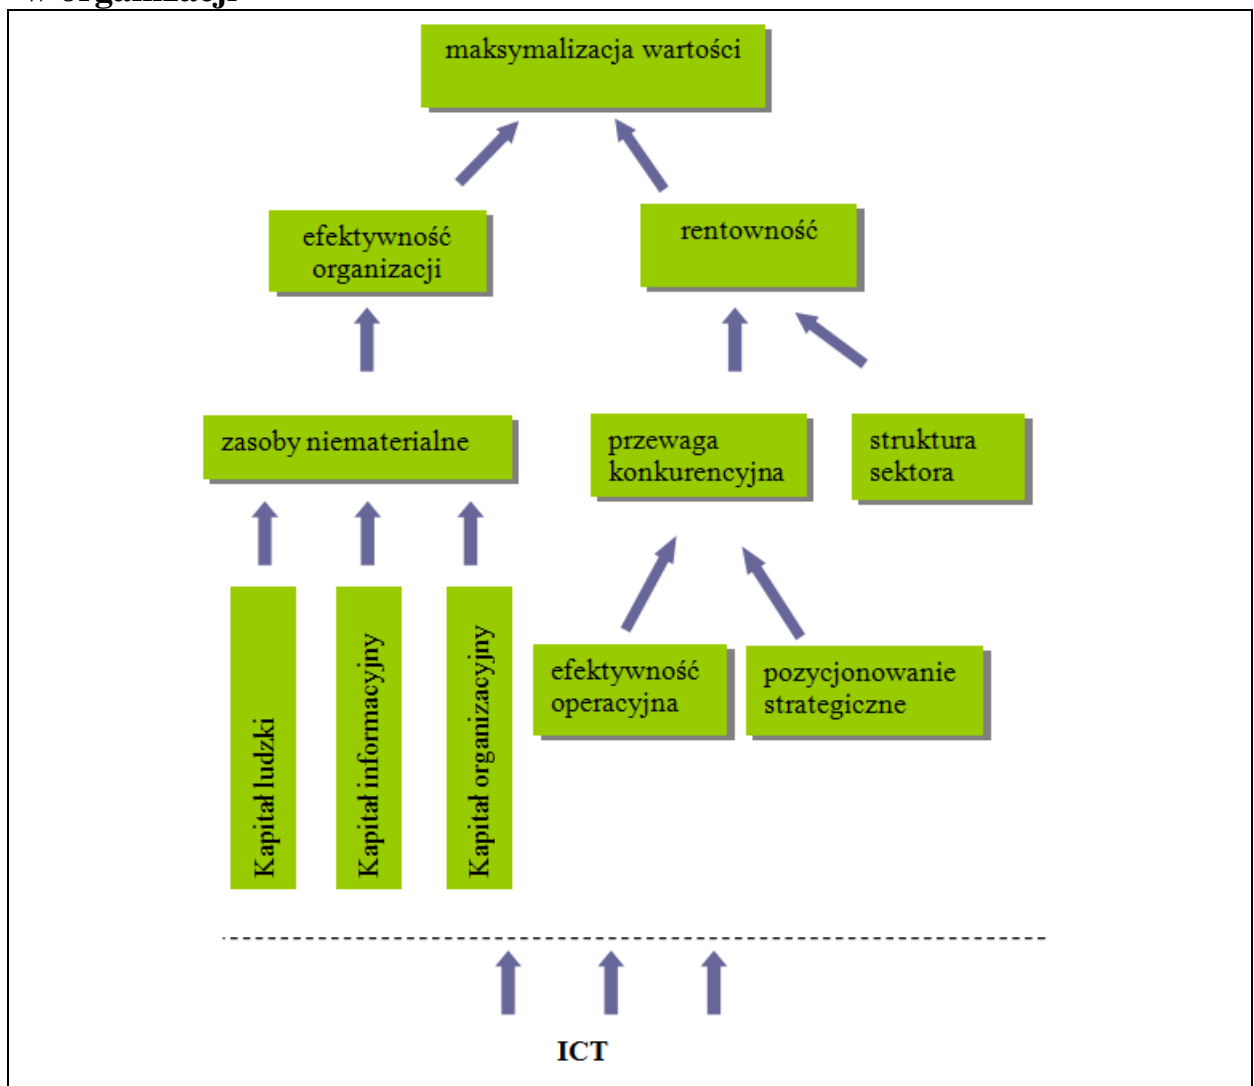 w organizacji
maksymalizacja wartości
efektywność
organizacji
rentowność
zasoby niematerialne
przewaga
konkurencyjna
struktura
sektora
Kapitał ludzki
Kapitał informacyjny
Kapitał organizacyjny
efektywność
operacyjna
pozycjonowanie
strategiczne
ICT